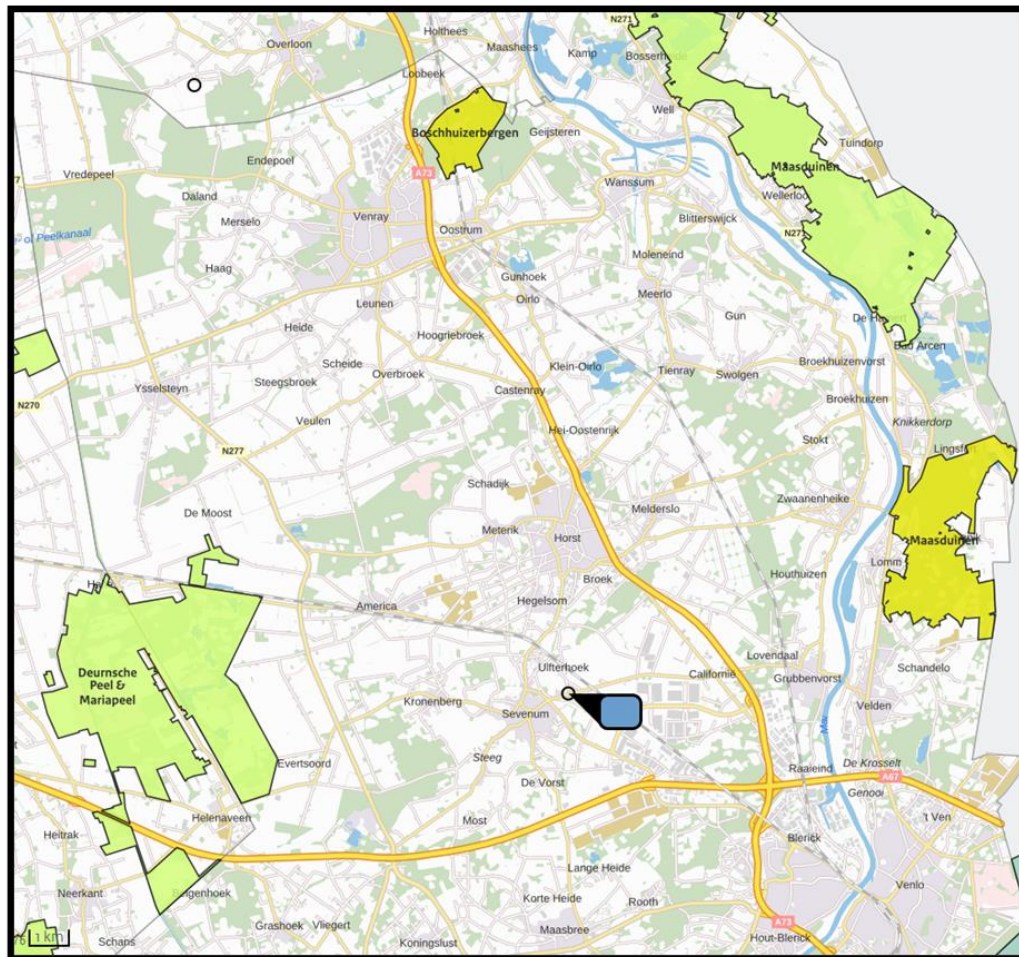 Holthees
N271
Overloon
Maashees
Kamp
Bosserheide
Loobeek
Well
Boschhuizerbergen
Geijsteren
Tuindorp
Endepoel
Maasduinen
Vredepeel
A73
Daland
Wanssum
Wellerlooi
Merselo
Venray
Blitterswijck
Oostrum
N271
of Peelkanaal
Moleneind
Haag
Gunhoek
Leunen
Oirlo
Meerlo
Gun
Heide
Hoogriebroek
Bad Arcen
Scheide
Klein-Oirlo
Broekhuizenvorst
Overbroek
Tienray
Swolgen
Ysselsteyn
Steegsbroek
Castenray
Broekhuizen
N270
Veulen
Knikkerdorp
Hei-Oostenrijk
Stokt
N277
Schadijk
Zwaanenheike
De Moost
Melderslo
Meterik
Horst
Maasduinen
Lomm
Broek
Houthuizen
America
Hegelsom
Lovendaal
Ulfterhoek
Schandelo
Californië
Grubbenvorst
Deurnsche
Peel &
Mariapeel
Kronenberg
Sevenum
Velden
Steeg
Evertsoord
De Krosselt
Raaieind
A67
De Vorst
Genooi
Helenaveen
Most
't Ven
Heitrak
Blerick
Lange Heide
Neerkant
Venlo
Korte Heide
Rooth
Grashoek
Vliegert
A73
Maasbree
Schans
Koningslust
Hout-Blerick
1 km